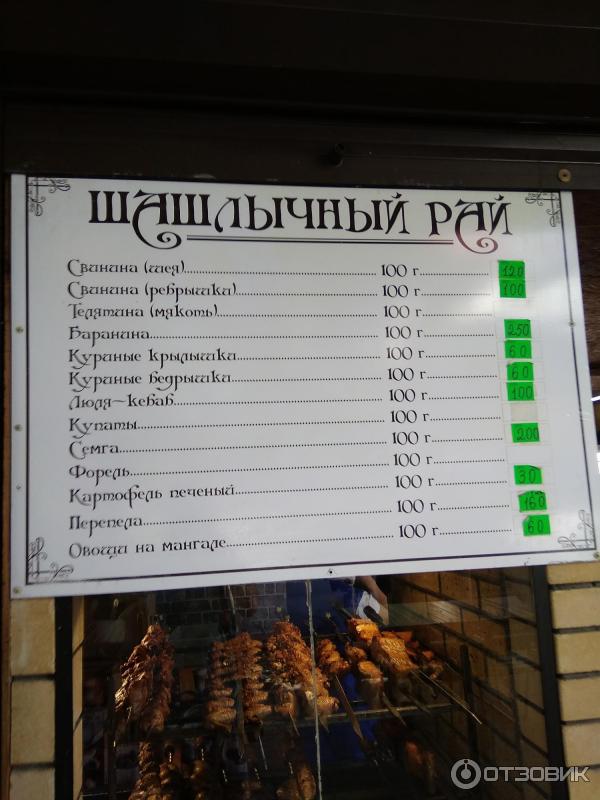 ШАШЛЫЧНЫЙ РАЙ
Свинина (шея) 100 г 120
Свинина (ребрышки) 100 г 100
Телятина (мякоть) 100 г
Баранина 100 г 250
Куриные крылышки 100 г 60
Куриные бедрышки 100 г 60
Люля-кебаб 100 г 100
Купаты 100 г
Семга 100 г 200
Форель 100 г
Картофель печеный 100 г 30
Перепела 100 г 160
Овощи на мангале 100 г 60
ОТЗОВИК